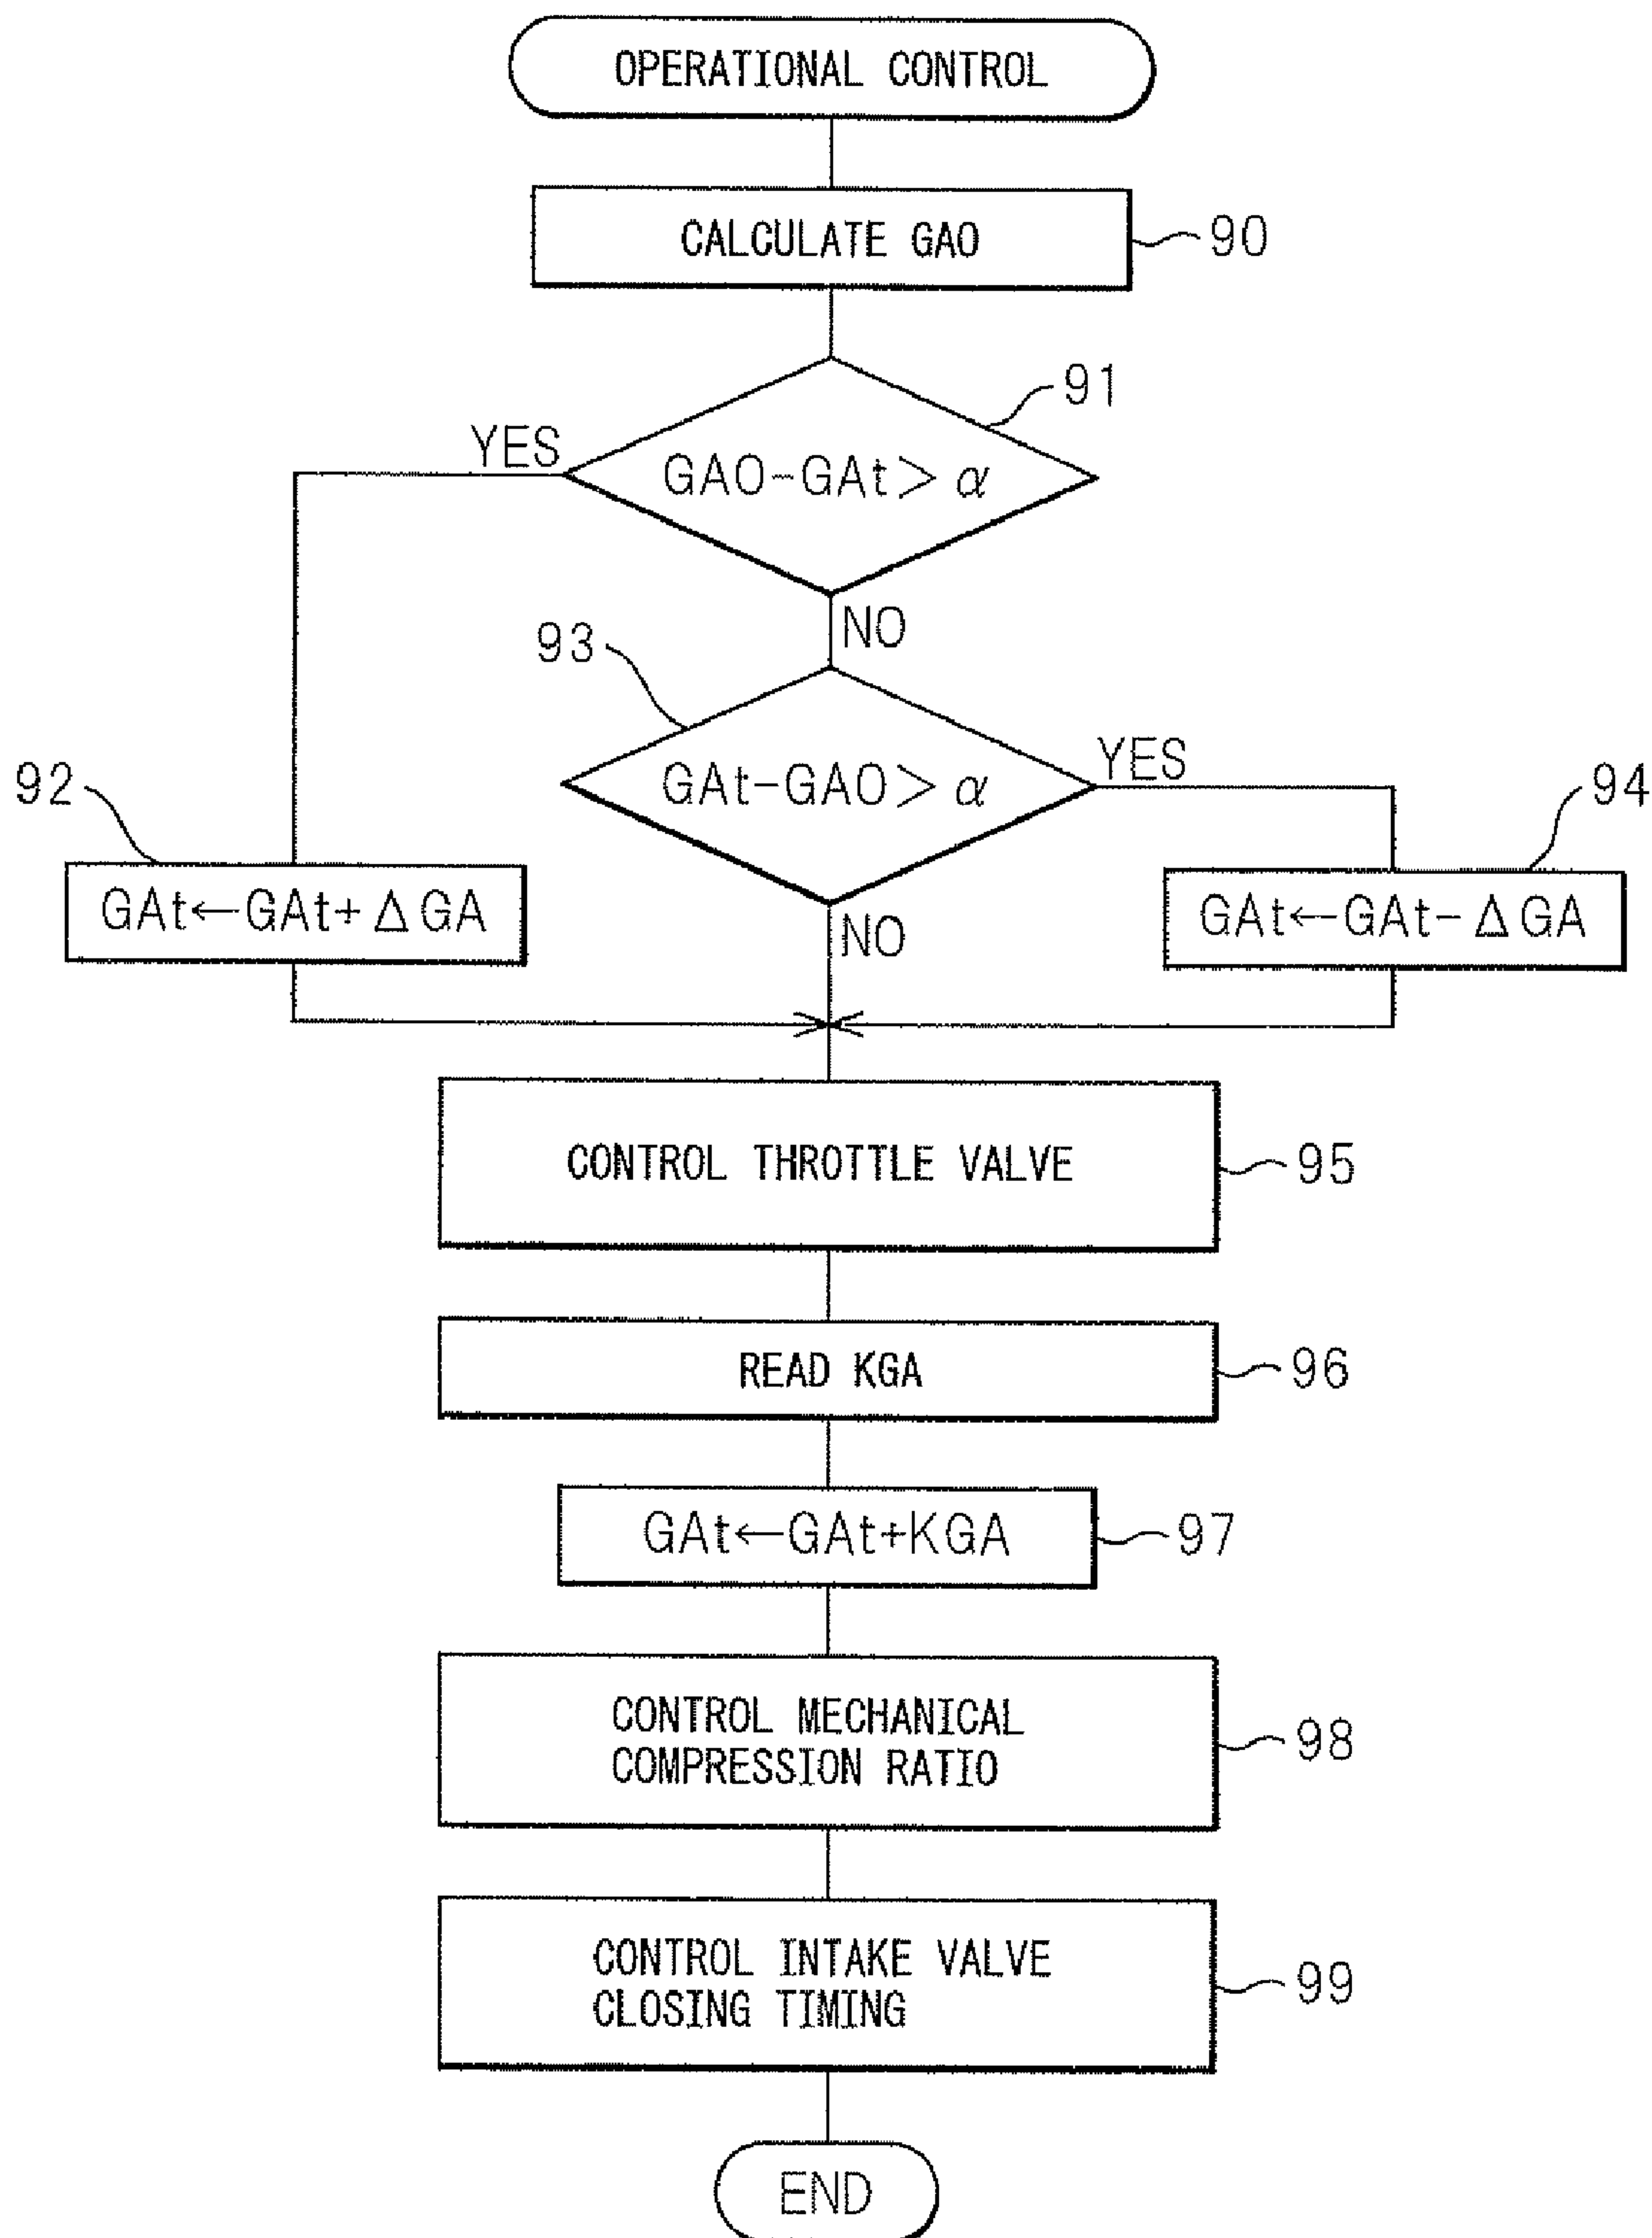 OPERATIONAL CONTROL
CALCULATE GAO
90
91
YES
GAO-GAt> α
NO
93
YES
GAt-GAO> α
92
94
GAt←GAt+ΔGA
GAt←GAt-ΔGA
NO
CONTROL THROTTLE VALVE
95
READ KGA
96
GAt←GAt+KGA
97
CONTROL MECHANICAL
COMPRESSION RATIO
98
CONTROL INTAKE VALVE
CLOSING TIMING
99
END